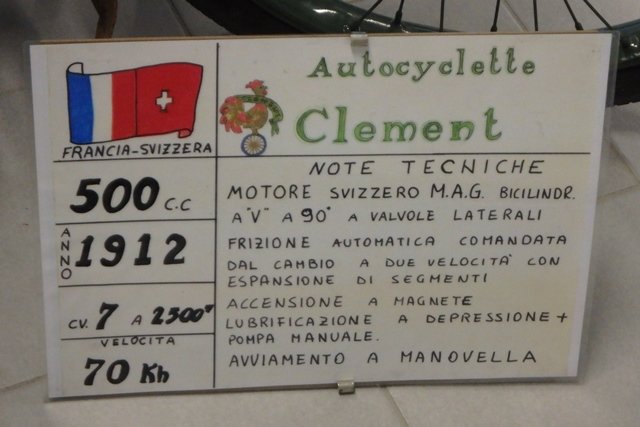 Autocyclette
Clement
FRANCIA-SVIZZERA
500 C.C
ANNO 1912
CV. 7 A 2500
VELOCITA
70 Kh
NOTE TECNICHE
MOTORE SVIZZERO M.A.G. BICILINDR.
A "V" A 90° A VALVOLE LATERALI
FRIZIONE AUTOMATICA COMANDATA
DAL CAMBIO A DUE VELOCITA' CON
ESPANSIONE DI SEGMENTI
ACCENSIONE A MAGNETE
LUBRIFICAZIONE A DEPRESSIONE +
POMPA MANUALE.
AVVIAMENTO A MANOVELLA